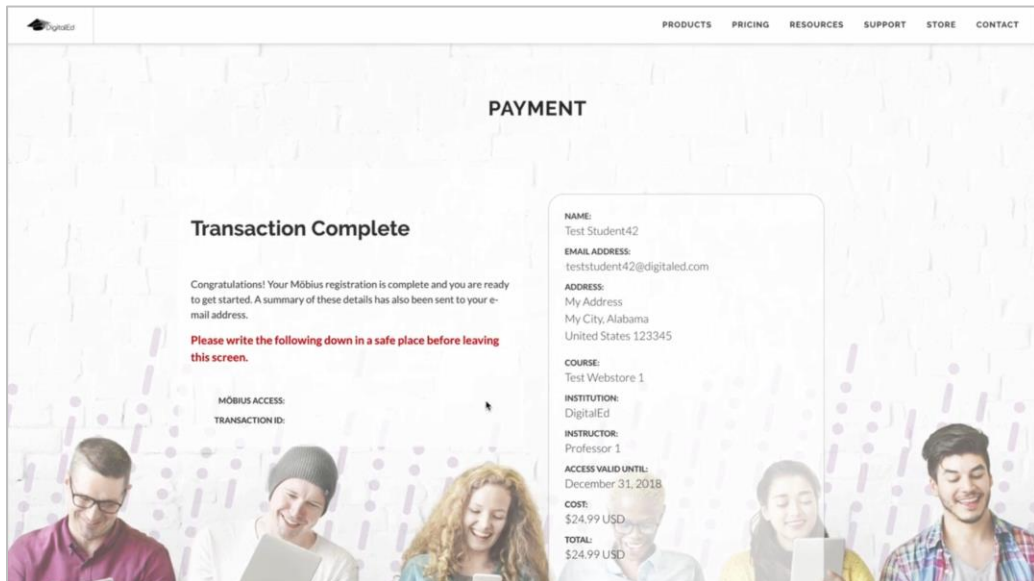 DigitalEd
PRODUCTS PRICING RESOURCES SUPPORT STORE CONTACT
PAYMENT
Transaction Complete
Congratulations! Your Möbius registration is complete and you are ready
to get started. A summary of these details has also been sent to your e-
mail address.
Please write the following down in a safe place before leaving
this screen.
MÖBIUS ACCESS:
TRANSACTION ID:
NAME:
Test Student42
EMAIL ADDRESS:
teststudent42@digitaled.com
ADDRESS:
My Address
My City, Alabama
United States 123345
COURSE:
Test Webstore 1
INSTITUTION:
DigitalEd
INSTRUCTOR:
Professor 1
ACCESS VALID UNTIL:
December 31, 2018
COST:
$24.99 USD
TOTAL:
$24.99 USD